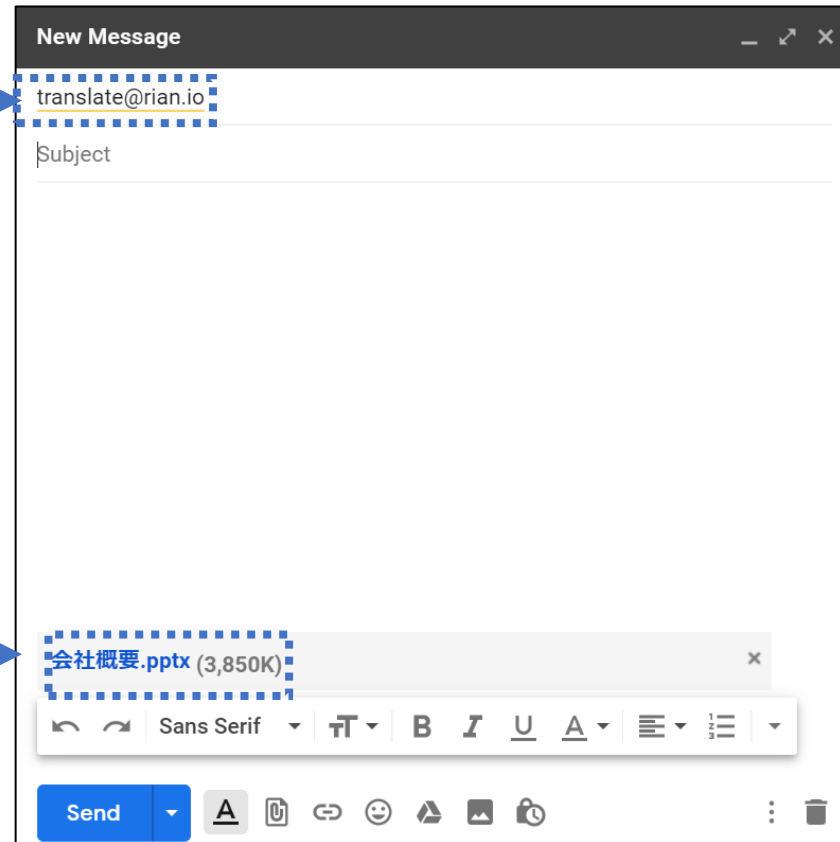 New Message
translate@rian.io
Subject
会社概要.pptx (3,850K)
Sans Serif
Send